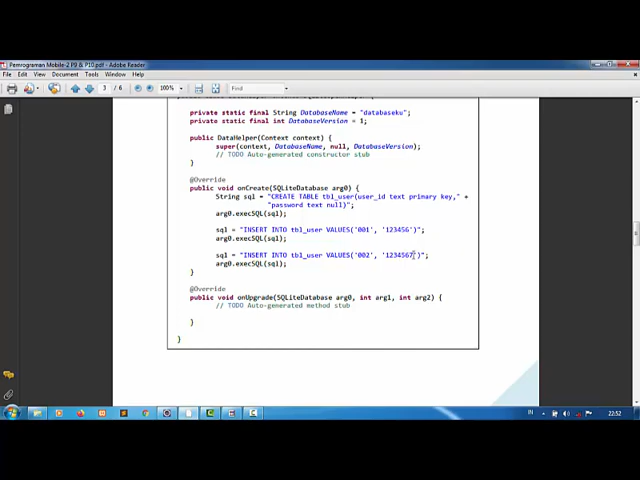 Pemrograman Mobile-2 P9 & P10.pdf - Adobe Reader
File Edit View Document Tools Window Help
3 / 6 100% Find
private static final String DatabaseName = "databaseku";
private static final int DatabaseVersion = 1;
public DataHelper(Context context) {
super(context, DatabaseName, null, DatabaseVersion);
// TODO Auto-generated constructor stub
}
@Override
public void onCreate(SQLiteDatabase arg0) {
String sql = "CREATE TABLE tbl_user(user_id text primary key," +
"password text null)";
arg0.execSQL(sql);
sql = "INSERT INTO tbl_user VALUES('001', '123456')";
arg0.execSQL(sql);
sql = "INSERT INTO tbl_user VALUES('002', '1234567')";
arg0.execSQL(sql);
}
@Override
public void onUpgrade(SQLiteDatabase arg0, int arg1, int arg2) {
// TODO Auto-generated method stub
}
}
IN 22:52